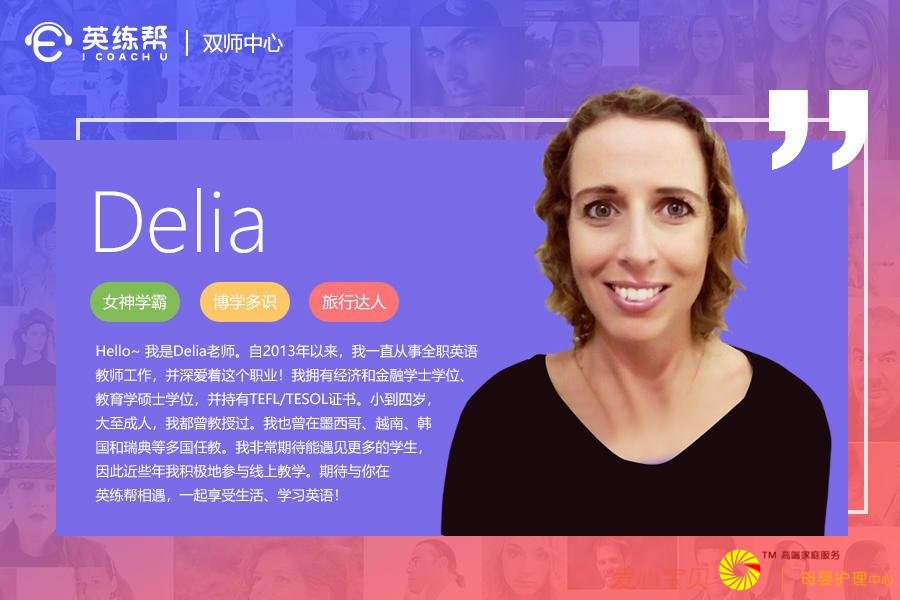 英练帮 | 双师中心
I COACH U
Delia
女神学霸 博学多识 旅行达人
Hello~ 我是Delia老师。自2013年以来，我一直从事全职英语
教师工作，并深爱着这个职业！我拥有经济和金融学士学位、
教育学硕士学位，并持有TEFL/TESOL证书。小到四岁，
大至成人，我都曾教授过。我也曾在墨西哥、越南、韩
国和瑞典等多国任教。我非常期待能遇见更多的学生，
因此近些年我积极地参与线上教学。期待与你在
英练帮相遇，一起享受生活、学习英语！
爱心宝贝 TM 高端家庭服务
母婴护理中心